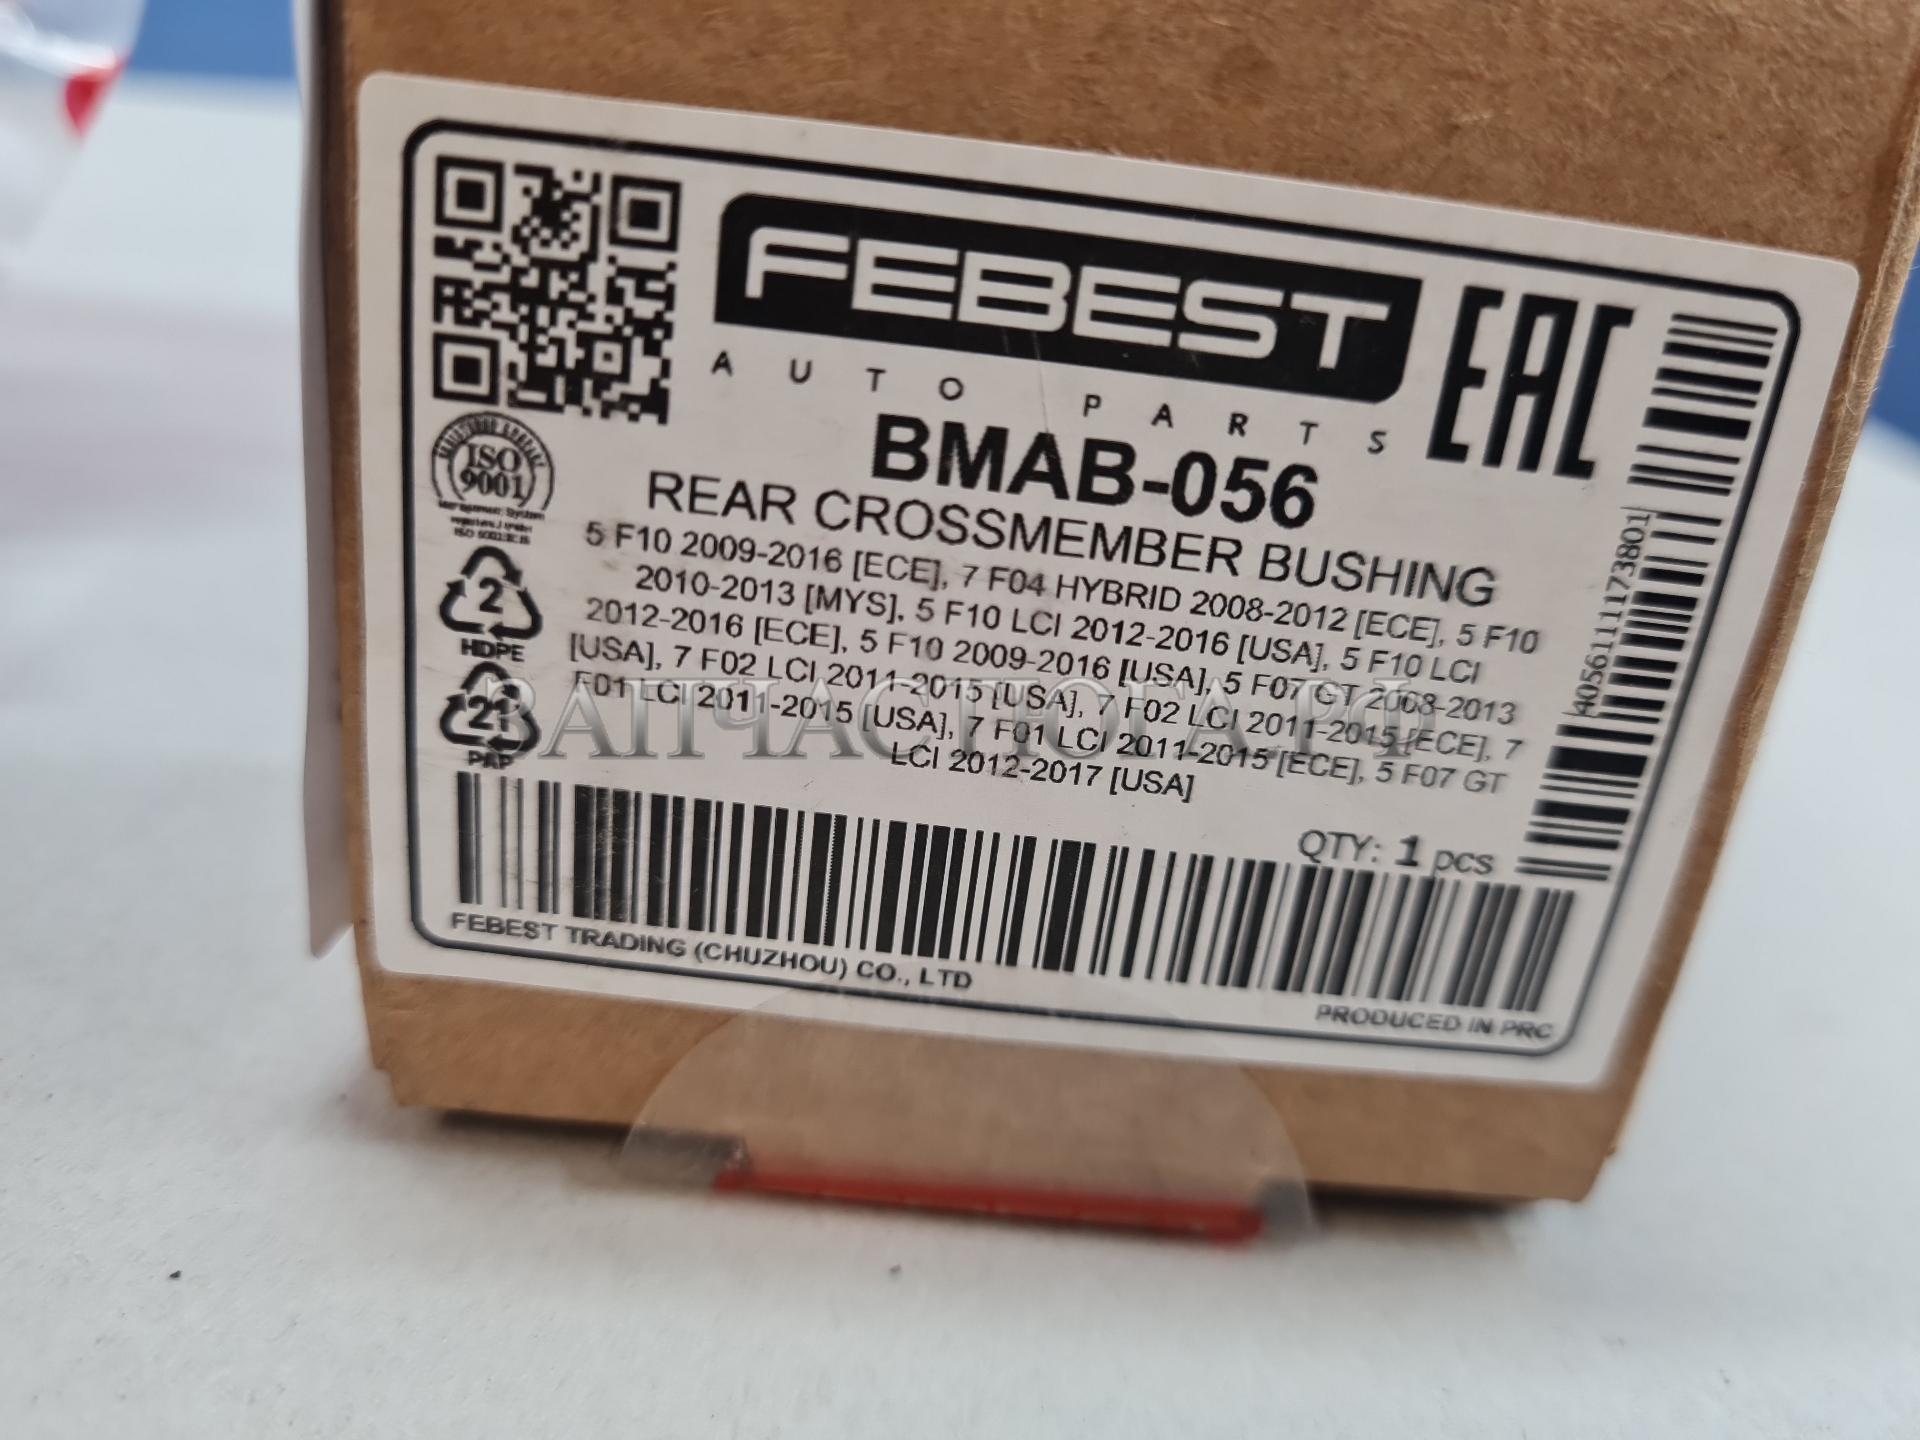 FEBEST
AUTO PARTS
EAC
BMAB-056
REAR CROSSMEMBER BUSHING
5 F10 2009-2016 [ECE], 7 F04 HYBRID 2008-2012 [ECE], 5 F10
2010-2013 [MYS], 5 F10 LCI 2012-2016 [USA], 5 F10 LCI
2012-2016 [ECE], 5 F10 2009-2016 [USA], 5 F07 GT 2008-2013
[USA], 7 F02 LCI 2011-2015 [USA], 7 F02 LCI 2011-2015 [ECE], 7
F01 LCI 2011-2015 [USA], 7 F01 LCI 2011-2015 [ECE], 5 F07 GT
LCI 2012-2017 [USA]
ISO
9001
Management System
2
HDPE
21
PAP
ЗАПЧАСТЮГА.РФ
4056111173801
QTY: 1 pcs
FEBEST TRADING (CHUZHOU) CO., LTD
PRODUCED IN PRC